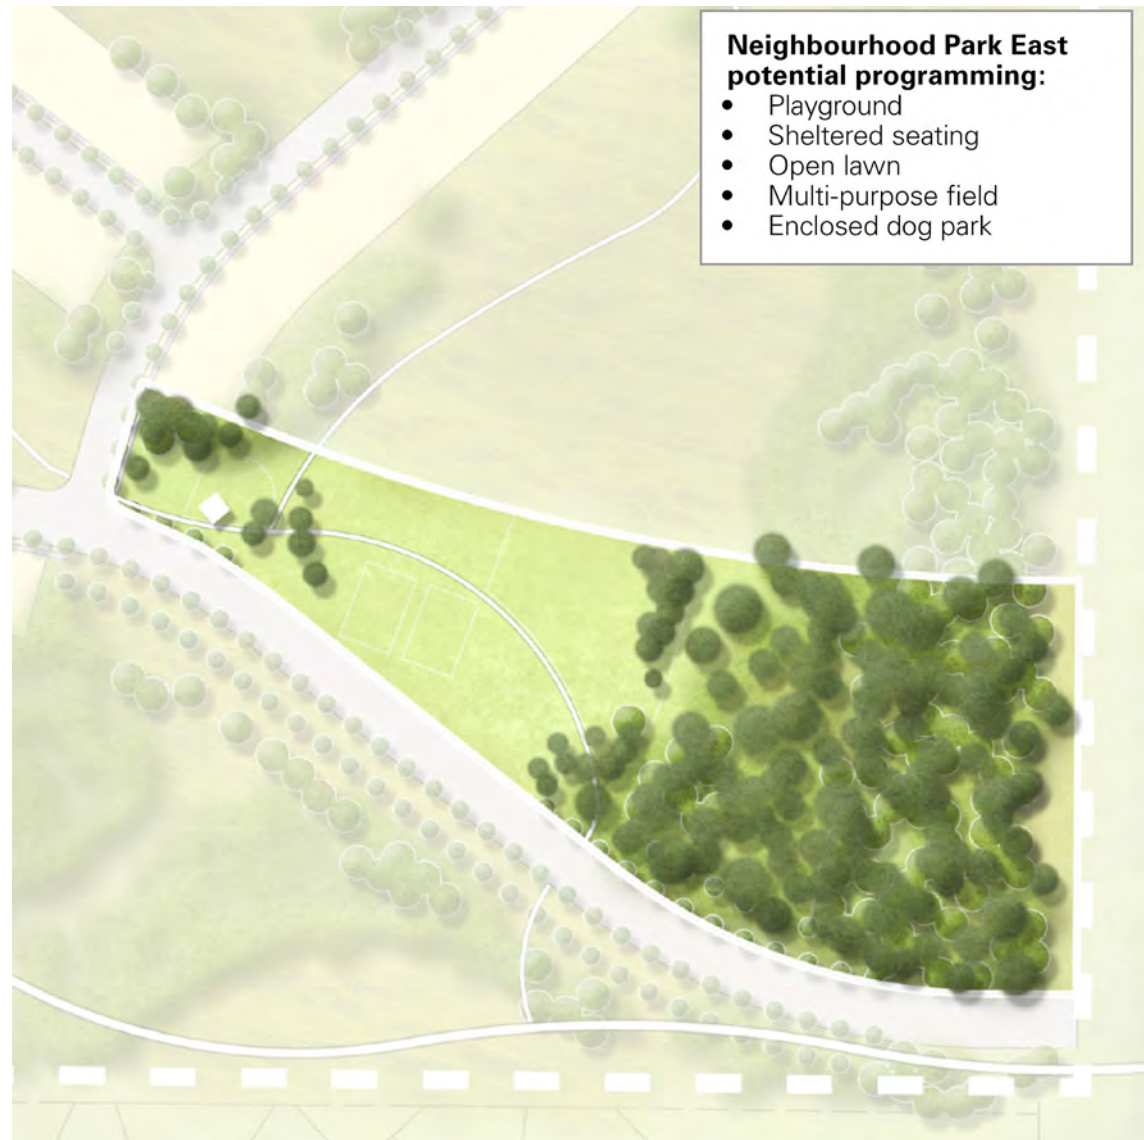 Neighbourhood Park East
potential programming:
• Playground
• Sheltered seating
• Open lawn
• Multi-purpose field
• Enclosed dog park